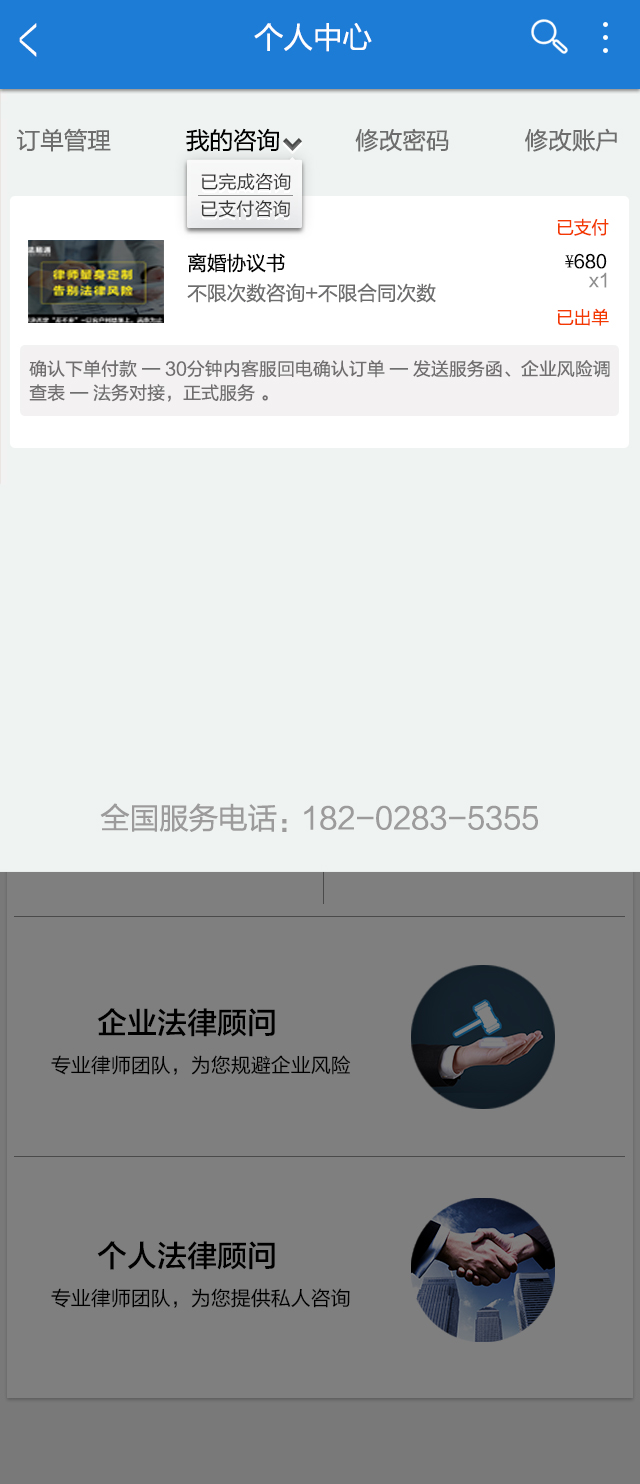 个人中心
订单管理 我的咨询 修改密码 修改账户
已完成咨询
已支付咨询
已支付
律师量身定制
告别法律风险
离婚协议书
¥680
不限次数咨询+不限合同次数
x1
已出单
确认下单付款 — 30分钟内客服回电确认订单 — 发送服务函、企业风险调
查表 — 法务对接，正式服务 。
全国服务电话：182-0283-5355
企业法律顾问
专业律师团队，为您规避企业风险
个人法律顾问
专业律师团队，为您提供私人咨询